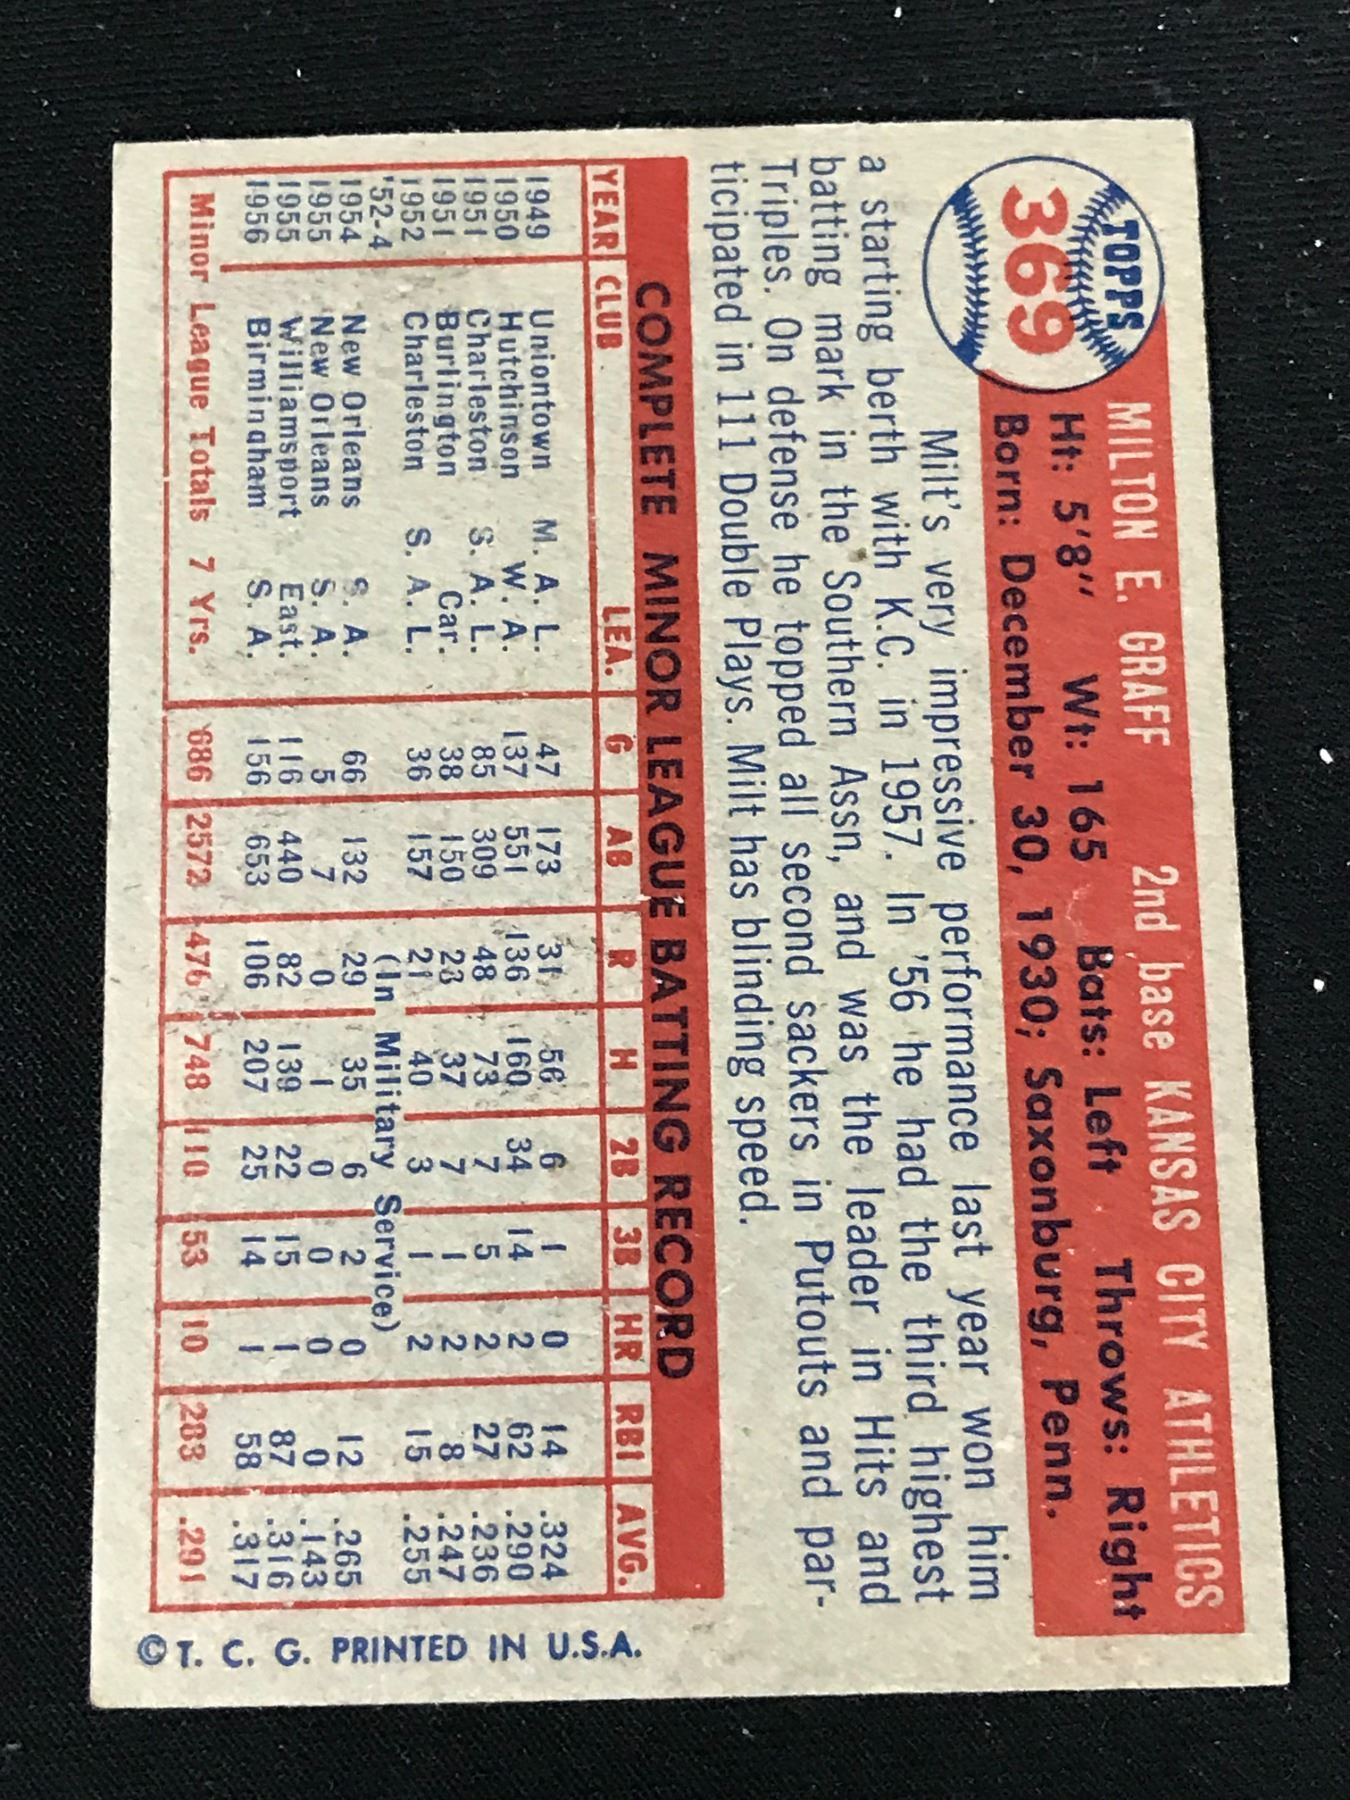 TOPPS
369
MILTON E. GRAFF 2nd base KANSAS CITY ATHLETICS
Ht: 5'8" Wt: 165 Bats: Left Throws: Right
Born: December 30, 1930; Saxonburg, Penn.
Milt's very impressive performance last year won him
a starting berth with K.C. in 1957. In '56 he had the third highest
batting mark in the Southern Assn, and was the leader in Hits and
Triples. On defense he topped all second sackers in Putouts and par-
ticipated in 111 Double Plays. Milt has blinding speed.
COMPLETE MINOR LEAGUE BATTING RECORD
YEAR CLUB LEA. G AB R H 2B 3B HR RBI AVG.
1949 Uniontown M. A. L. 47 173 31 56 6 1 0 14 .324
1950 Hutchinson W. A. 137 551 136 160 34 14 2 62 .290
1951 Charleston S. A. L. 85 309 48 73 7 5 2 27 .236
1951 Burlington Car. 38 150 23 37 7 1 2 8 .247
1952 Charleston S. A. L. 36 157 21 40 3 1 2 15 .255
'52-4 (In Military Service)
1954 New Orleans S. A. 66 132 29 35 6 2 0 12 .265
1955 New Orleans S. A. 5 7 0 1 0 0 0 0 .143
1955 Williamsport East. 116 440 82 139 22 15 1 87 .316
1956 Birmingham S. A. 156 653 106 207 25 14 1 58 .317
Minor League Totals 7 Yrs. 686 2572 476 748 110 53 10 283 .291
© T. C. G. PRINTED IN U.S.A.